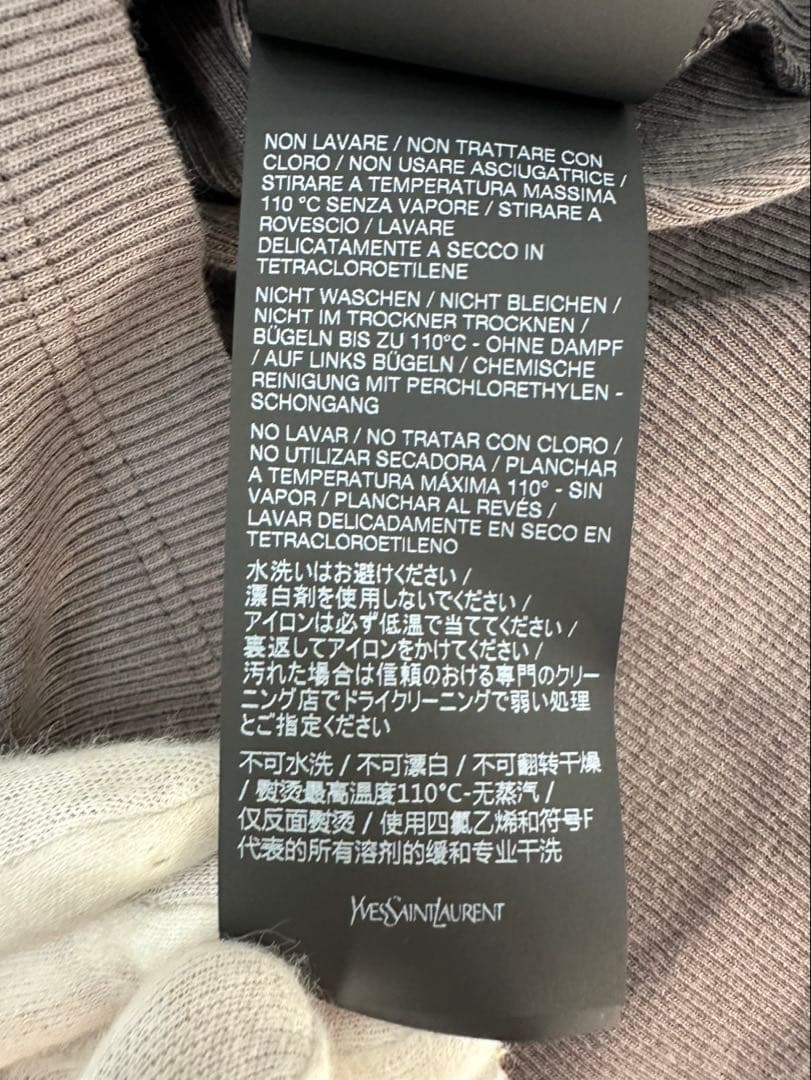 NON LAVARE / NON TRATTARE CON
CLORO / NON USARE ASCIUGATRICE /
STIRARE A TEMPERATURA MASSIMA
110 °C SENZA VAPORE / STIRARE A
ROVESCIO / LAVARE
DELICATAMENTE A SECCO IN
TETRACLOROETILENE
NICHT WASCHEN / NICHT BLEICHEN /
NICHT IM TROCKNER TROCKNEN /
BÜGELN BIS ZU 110°C - OHNE DAMPF
/ AUF LINKS BÜGELN / CHEMISCHE
REINIGUNG MIT PERCHLORETHYLEN -
SCHONGANG
NO LAVAR / NO TRATAR CON CLORO /
NO UTILIZAR SECADORA / PLANCHAR
A TEMPERATURA MÁXIMA 110° - SIN
VAPOR / PLANCHAR AL REVÉS /
LAVAR DELICADAMENTE EN SECO EN
TETRACLOROETILENO
水洗いはお避けください /
漂白剤を使用しないでください /
アイロンは必ず低温で当ててください /
裏返してアイロンをかけてください /
汚れた場合は信頼のおける専門のクリー
ニング店でドライクリーニングで弱い処理
とご指定ください
不可水洗 / 不可漂白 / 不可翻转干燥
/ 熨烫最高温度110°C-无蒸汽 /
仅反面熨烫 / 使用四氯乙烯和符号F
代表的所有溶剂的缓和专业干洗
YVESSAINTLAURENT